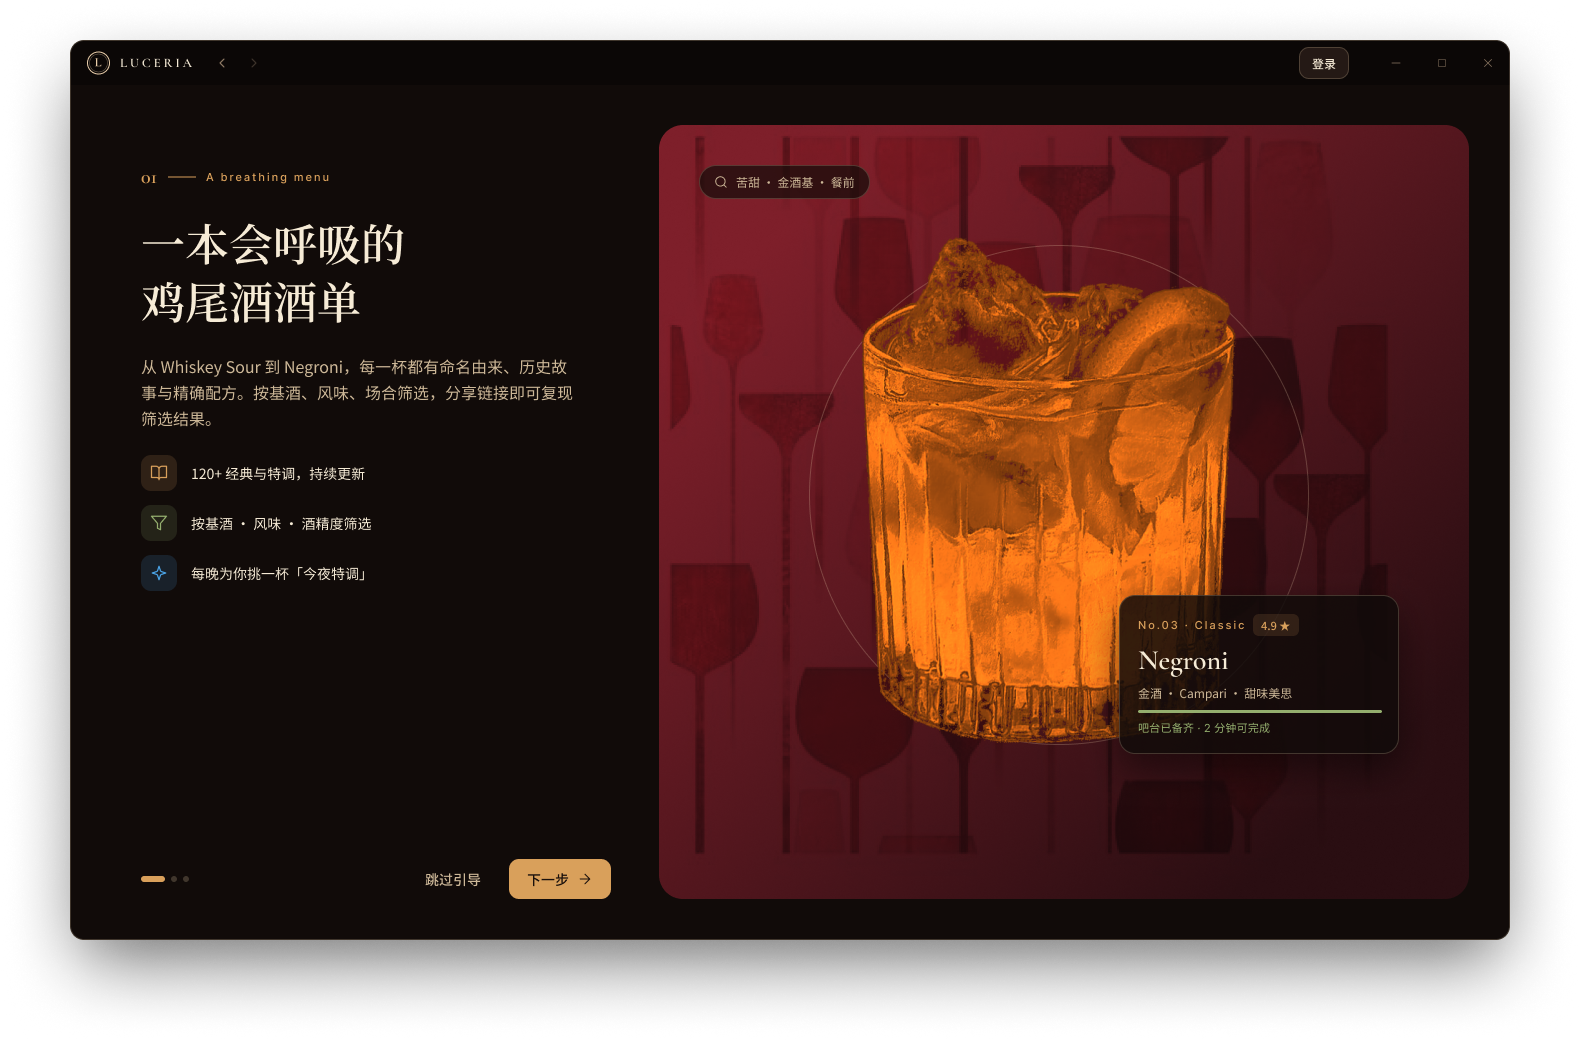 L LUCERIA
登录
01 A breathing menu
一本会呼吸的
鸡尾酒酒单
从 Whiskey Sour 到 Negroni，每一杯都有命名由来、历史故
事与精确配方。按基酒、风味、场合筛选，分享链接即可复现
筛选结果。
120+ 经典与特调，持续更新
按基酒 · 风味 · 酒精度筛选
每晚为你挑一杯「今夜特调」
跳过引导
下一步
苦甜 · 金酒基 · 餐前
No.03 · Classic 4.9 ★
Negroni
金酒 · Campari · 甜味美思
吧台已备齐 · 2 分钟可完成